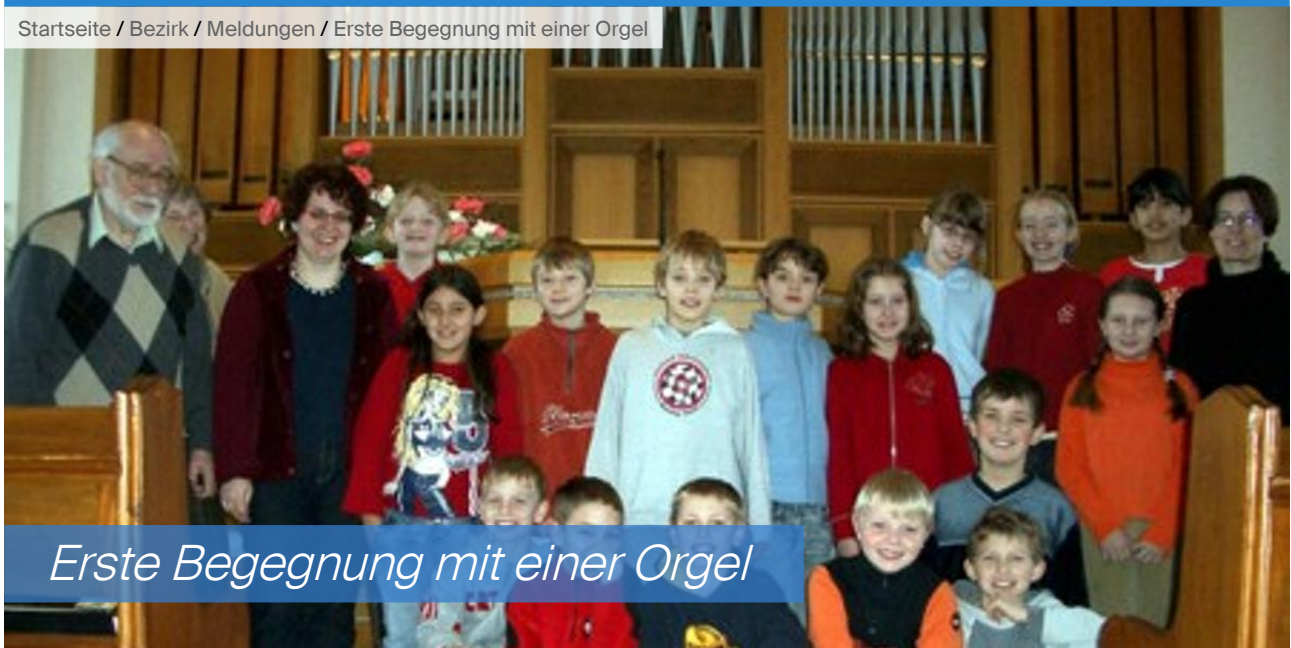 Startseite / Bezirk / Meldungen / Erste Begegnung mit einer Orgel
Erste Begegnung mit einer Orgel